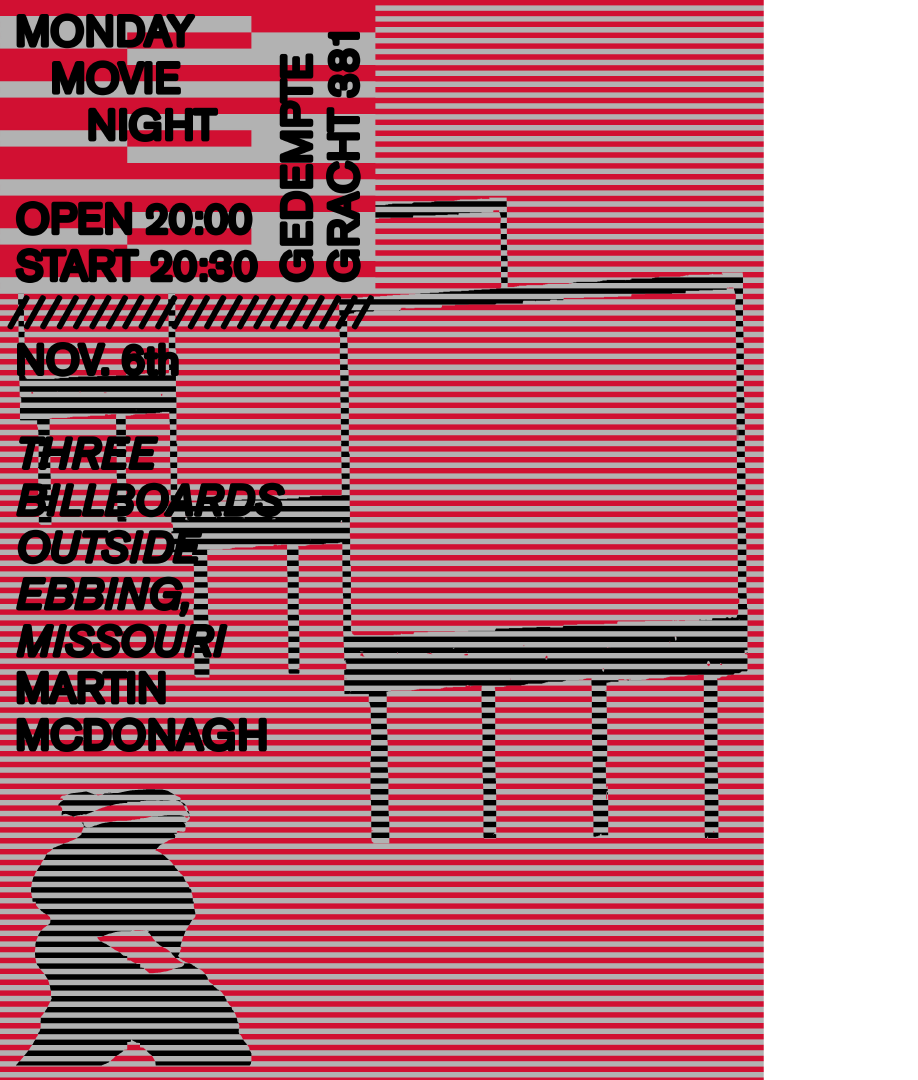 MONDAY
MOVIE
NIGHT
GEDEMPTE
GRACHT 381
OPEN 20:00
START 20:30
////////////////////// 
NOV. 6th
THREE
BILLBOARDS
OUTSIDE
EBBING,
MISSOURI
MARTIN
MCDONAGH